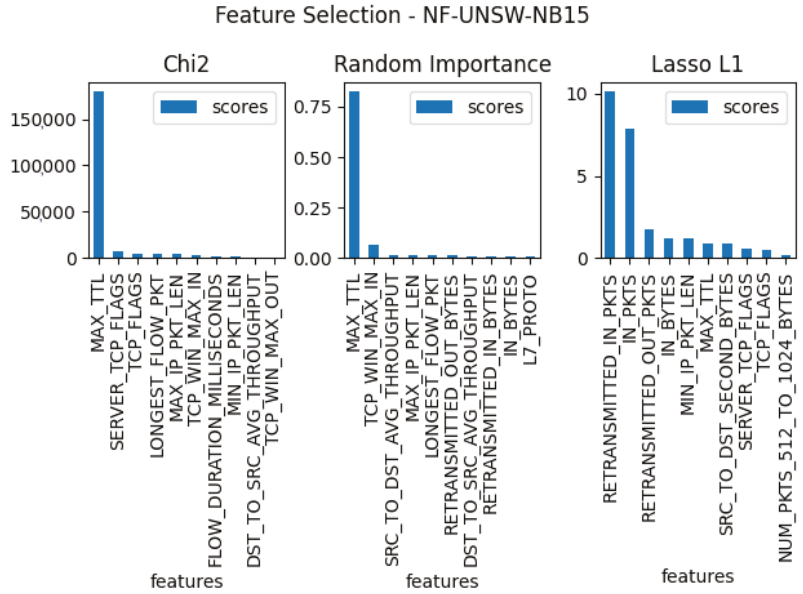 Feature Selection - NF-UNSW-NB15
Chi2
scores
150,000
100,000
50,000
0
MAX_TTL
SERVER_TCP_FLAGS
TCP_FLAGS
LONGEST_FLOW_PKT
MAX_IP_PKT_LEN
TCP_WIN_MAX_IN
FLOW_DURATION_MILLISECONDS
MIN_IP_PKT_LEN
DST_TO_SRC_AVG_THROUGHPUT
TCP_WIN_MAX_OUT
features
Random Importance
scores
0.75
0.50
0.25
0.00
MAX_TTL
TCP_WIN_MAX_IN
SRC_TO_DST_AVG_THROUGHPUT
MAX_IP_PKT_LEN
LONGEST_FLOW_PKT
RETRANSMITTED_OUT_BYTES
DST_TO_SRC_AVG_THROUGHPUT
RETRANSMITTED_IN_BYTES
IN_BYTES
L7_PROTO
features
Lasso L1
scores
10
5
0
RETRANSMITTED_IN_PKTS
IN_PKTS
RETRANSMITTED_OUT_PKTS
IN_BYTES
MIN_IP_PKT_LEN
MAX_TTL
SRC_TO_DST_SECOND_BYTES
SERVER_TCP_FLAGS
TCP_FLAGS
NUM_PKTS_512_TO_1024_BYTES
features